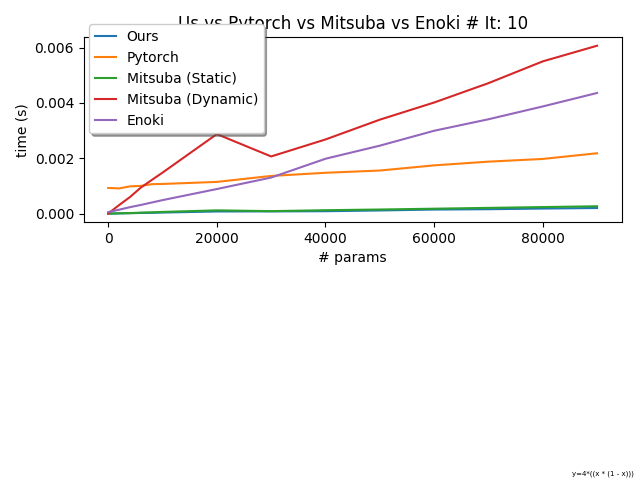 Us vs Pytorch vs Mitsuba vs Enoki # It: 10
Ours
Pytorch
Mitsuba (Static)
Mitsuba (Dynamic)
Enoki
time (s)
0.006
0.004
0.002
0.000
0
20000
40000
60000
80000
# params
y=4*((x * (1 - x)))